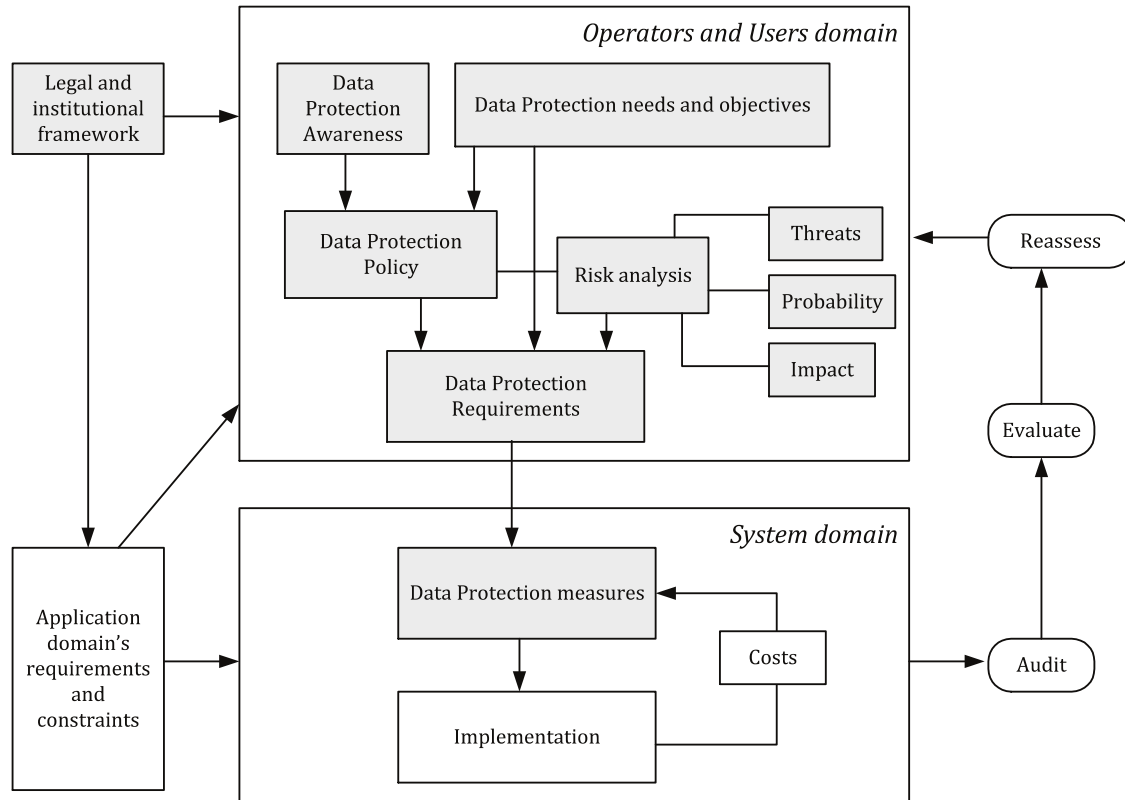 Operators and Users domain
Legal and
institutional
framework
Data
Protection
Awareness
Data Protection needs and objectives
Data Protection
Policy
Risk analysis
Threats
Probability
Impact
Data Protection
Requirements
Reassess
Evaluate
Audit
System domain
Application
domain's
requirements
and
constraints
Data Protection measures
Costs
Implementation